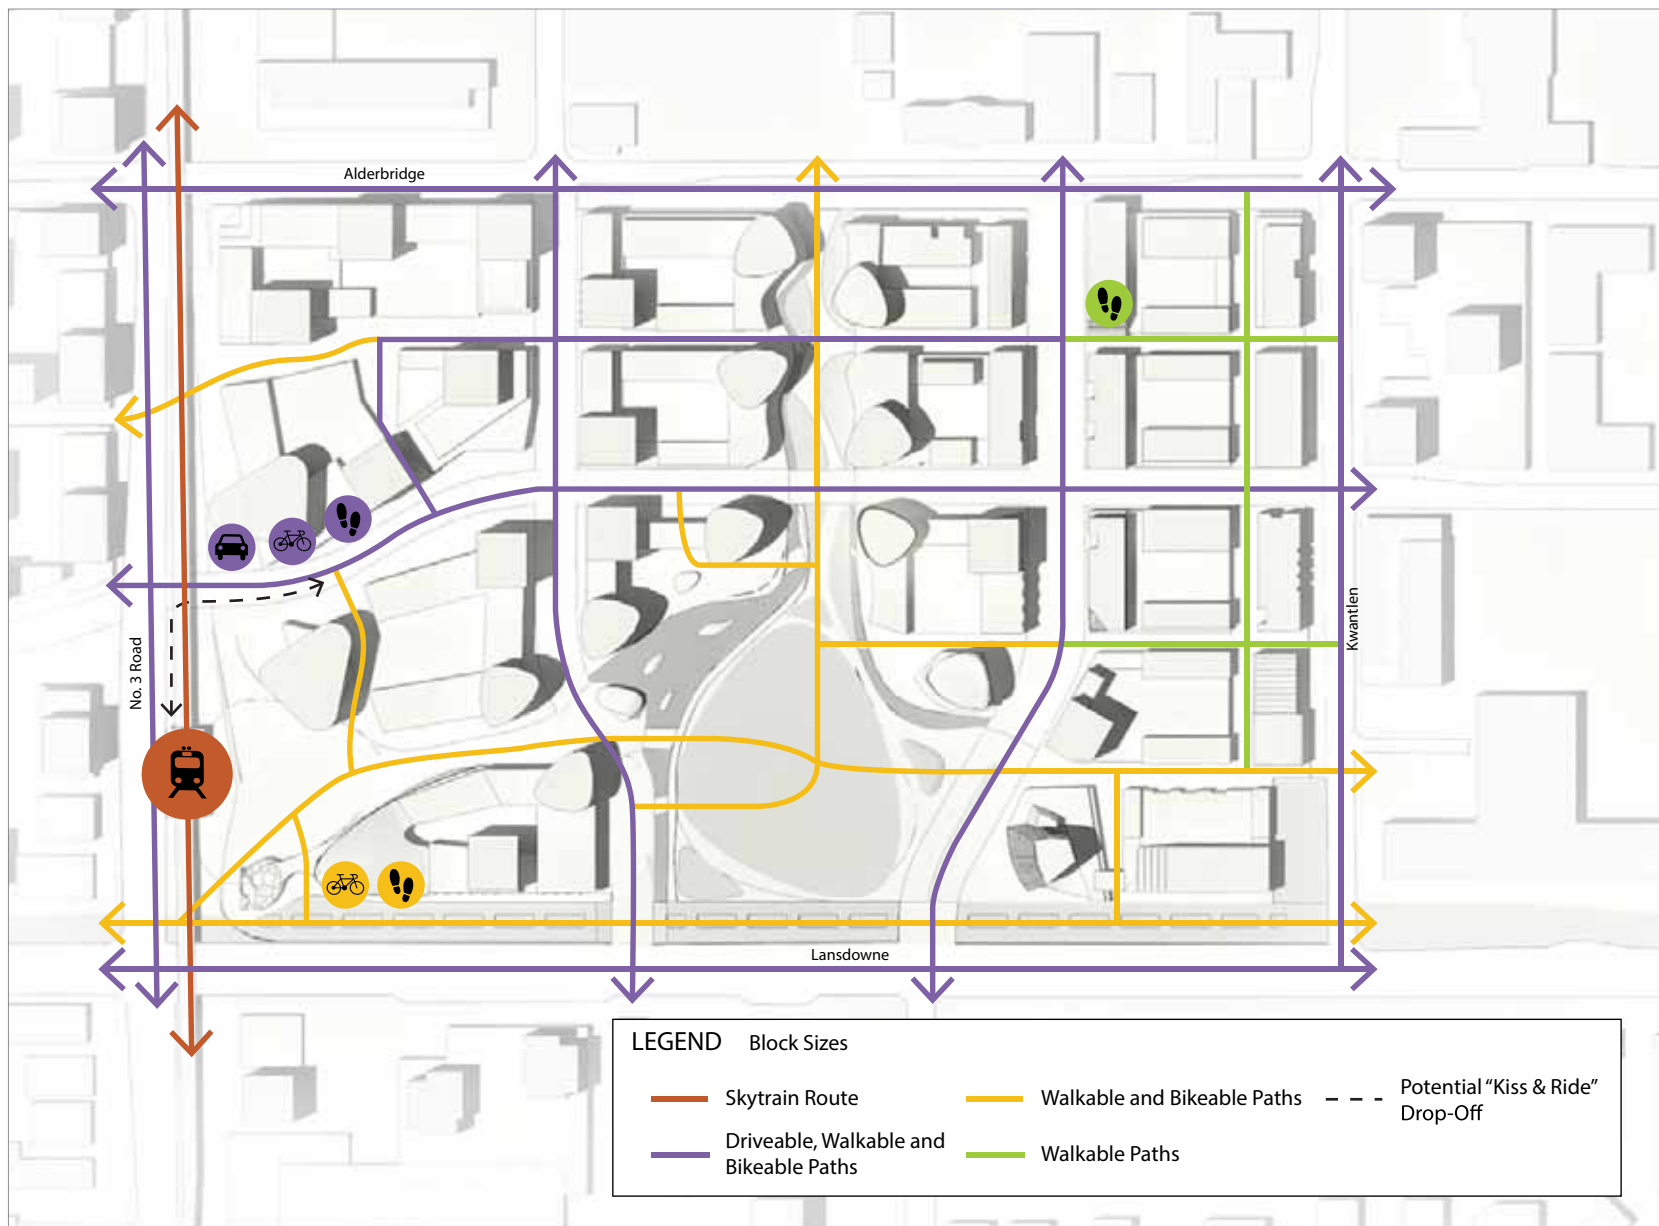 Alderbridge
No. 3 Road
Kwantlen
Lansdowne
LEGEND Block Sizes
Skytrain Route
Walkable and Bikeable Paths
Potential “Kiss & Ride”
Drop-Off
Driveable, Walkable and
Bikeable Paths
Walkable Paths